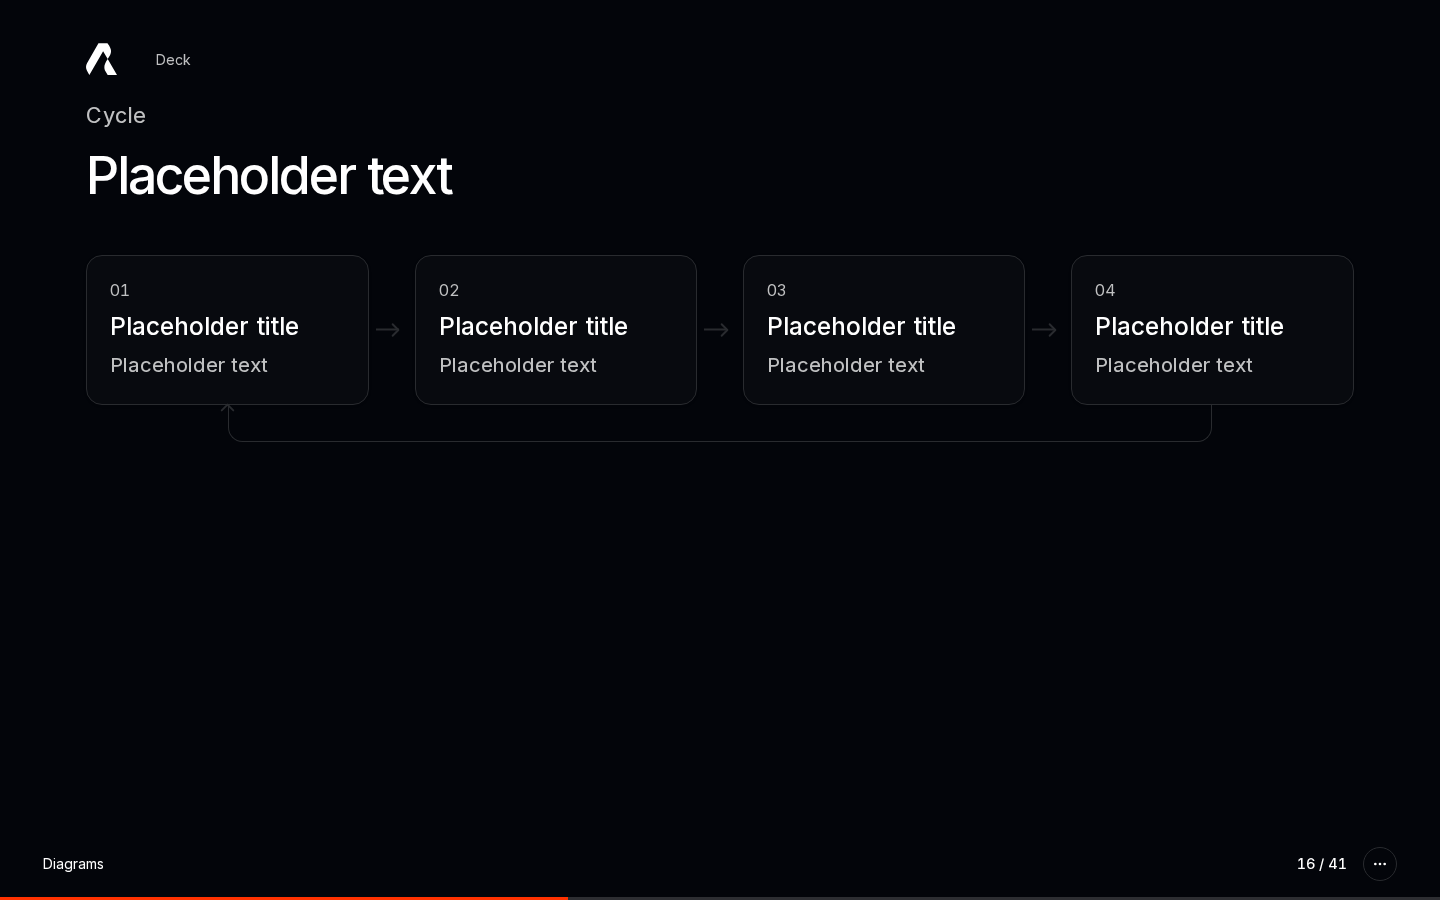 Deck
Cycle
Placeholder text
01
Placeholder title
Placeholder text
02
Placeholder title
Placeholder text
03
Placeholder title
Placeholder text
04
Placeholder title
Placeholder text
Diagrams
16 / 41